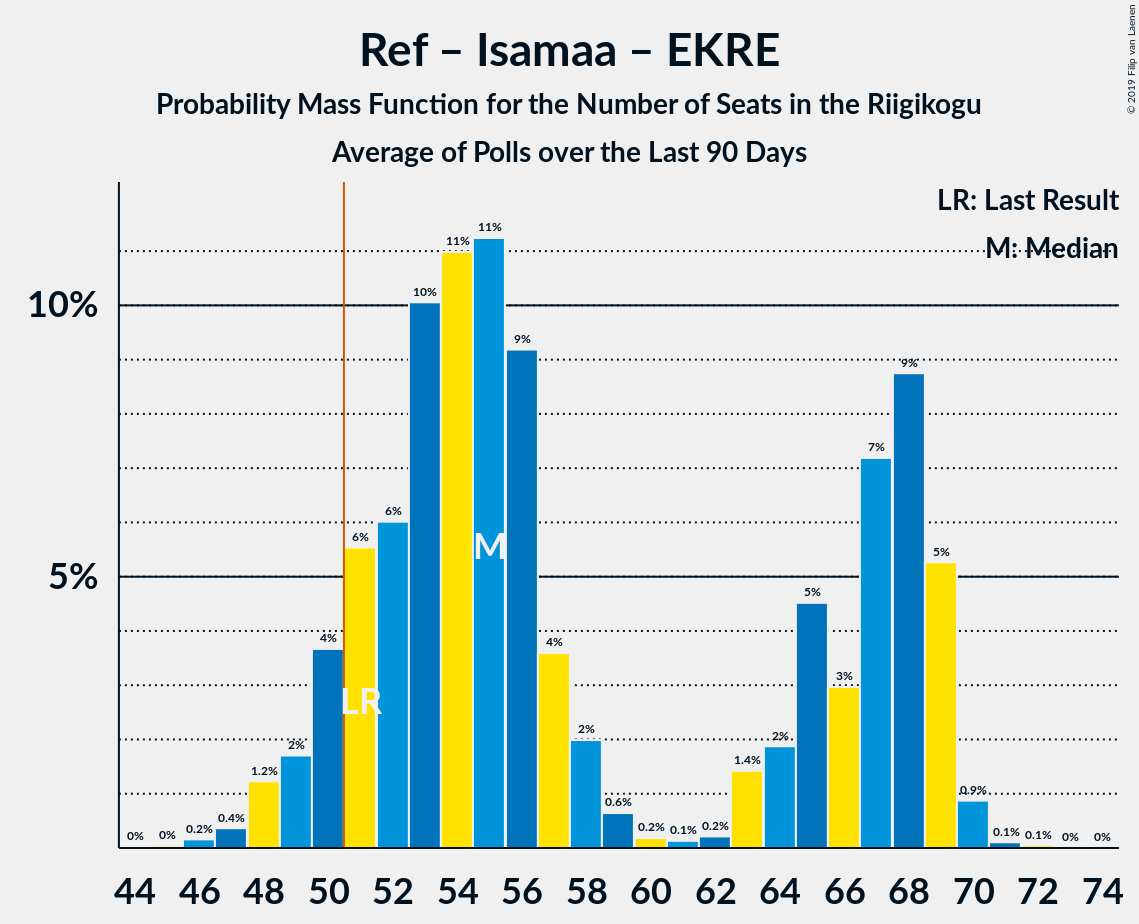 Ref – Isamaa – EKRE
Probability Mass Function for the Number of Seats in the Riigikogu
Average of Polls over the Last 90 Days
© 2019 Filip van Laenen
LR: Last Result
M: Median
10%
5%
0% 0% 0.2% 0.4% 1.2% 2% 4% 6% 6% 10% 11% 11% 9% 4% 2% 0.6% 0.2% 0.1% 0.2% 1.4% 2% 5% 3% 7% 9% 5% 0.9% 0.1% 0.1% 0% 0%
M
LR
44 46 48 50 52 54 56 58 60 62 64 66 68 70 72 74